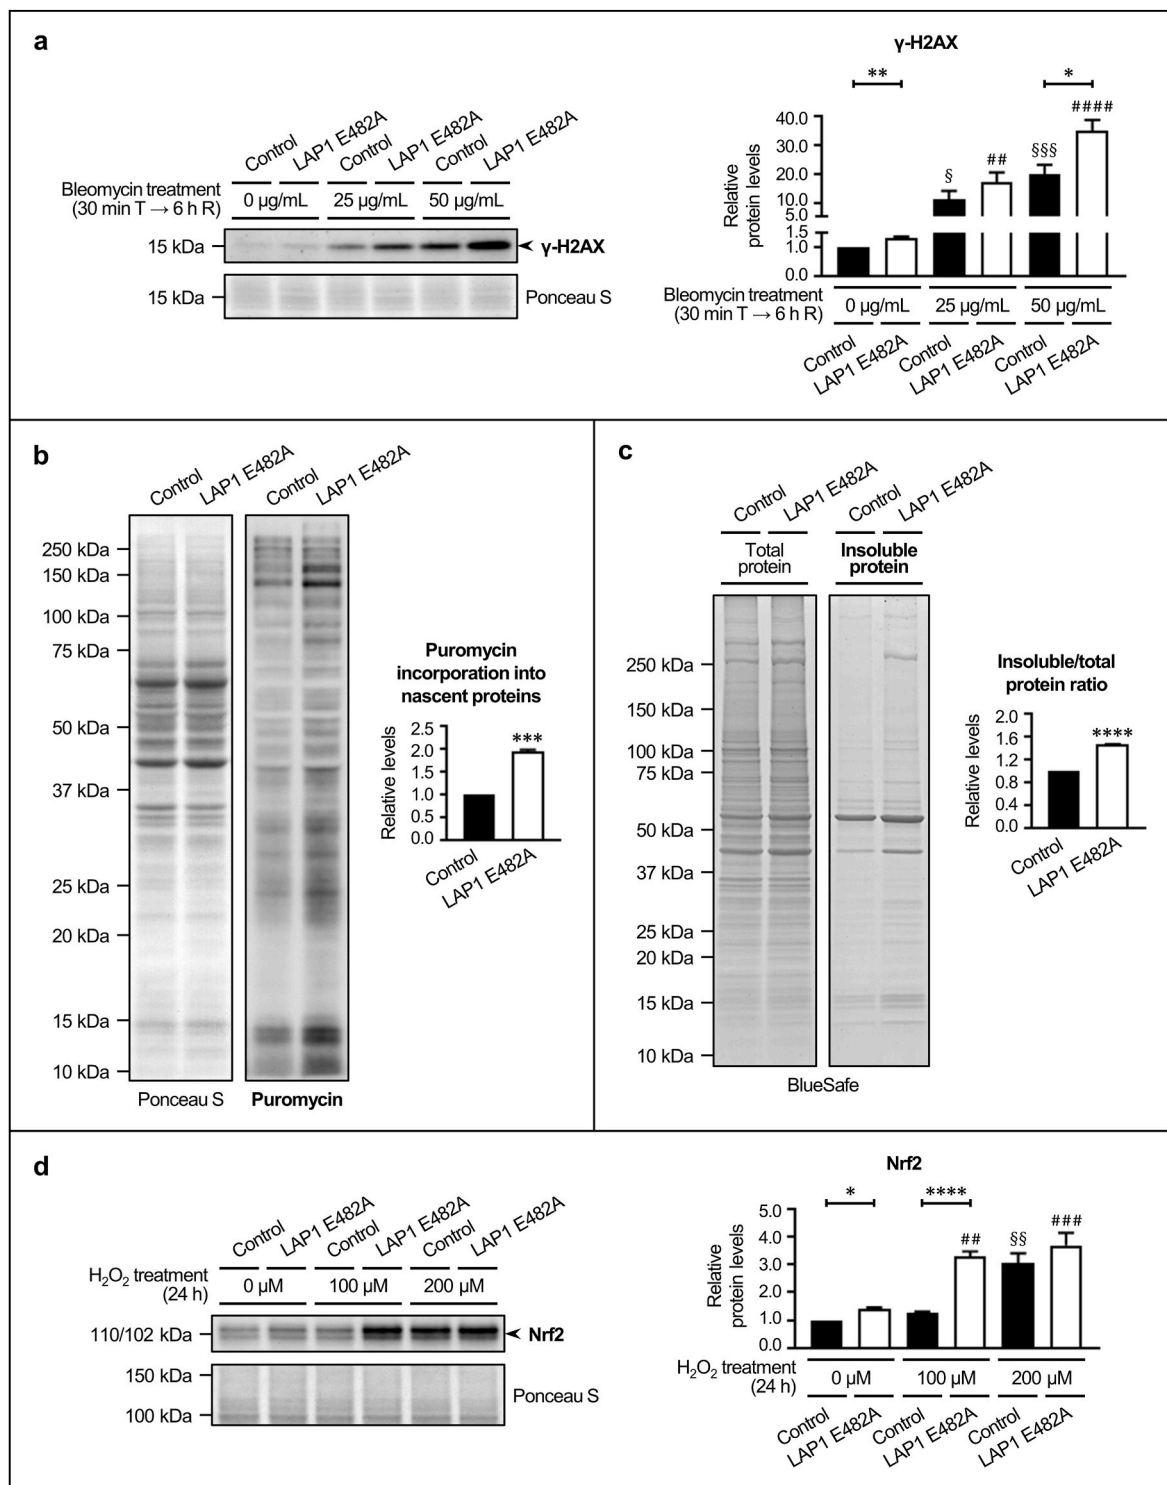 a
Control
LAP1 E482A
Control
LAP1 E482A
Control
LAP1 E482A
Bleomycin treatment
(30 min T → 6 h R)
0 µg/mL
25 µg/mL
50 µg/mL
15 kDa
γ-H2AX
15 kDa
Ponceau S
γ-H2AX
**
*
Relative
protein levels
40.0
30.0
20.0
10.0
5.0
1.5
1.0
0.0
§
##
§§§
####
Bleomycin treatment
(30 min T → 6 h R)
0 µg/mL
25 µg/mL
50 µg/mL
Control
LAP1 E482A
Control
LAP1 E482A
Control
LAP1 E482A
b
Control
LAP1 E482A
Control
LAP1 E482A
250 kDa
150 kDa
100 kDa
75 kDa
50 kDa
37 kDa
25 kDa
20 kDa
15 kDa
10 kDa
Ponceau S
Puromycin
Puromycin
incorporation into
nascent proteins
Relative levels
2.5
2.0
1.5
1.0
0.5
0.0
***
Control
LAP1 E482A
c
Control
LAP1 E482A
Control
LAP1 E482A
Total
protein
Insoluble
protein
250 kDa
150 kDa
100 kDa
75 kDa
50 kDa
37 kDa
25 kDa
20 kDa
15 kDa
10 kDa
BlueSafe
Insoluble/total
protein ratio
Relative levels
2.0
1.6
1.2
0.8
0.4
0.0
****
Control
LAP1 E482A
d
Control
LAP1 E482A
Control
LAP1 E482A
Control
LAP1 E482A
H₂O₂ treatment
(24 h)
0 µM
100 µM
200 µM
110/102 kDa
Nrf2
150 kDa
100 kDa
Ponceau S
Nrf2
*
****
Relative
protein levels
5.0
4.0
3.0
2.0
1.0
0.0
##
§§
###
H₂O₂ treatment
(24 h)
0 µM
100 µM
200 µM
Control
LAP1 E482A
Control
LAP1 E482A
Control
LAP1 E482A